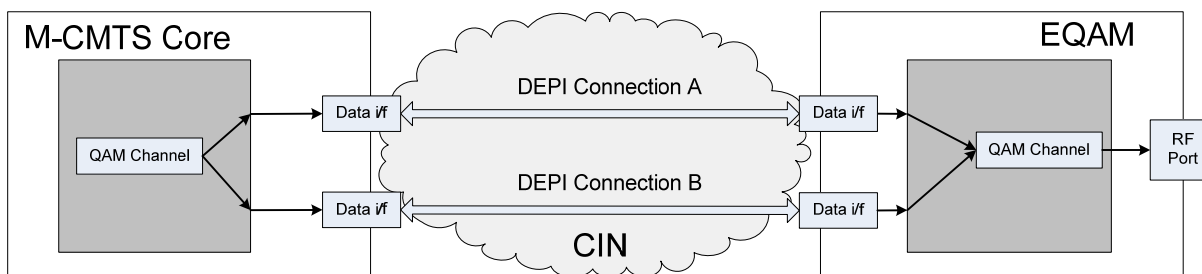 M-CMTS Core
EQAM
DEPI Connection A
Data i/f
Data i/f
QAM Channel
QAM Channel
RF
Port
DEPI Connection B
Data i/f
Data i/f
CIN